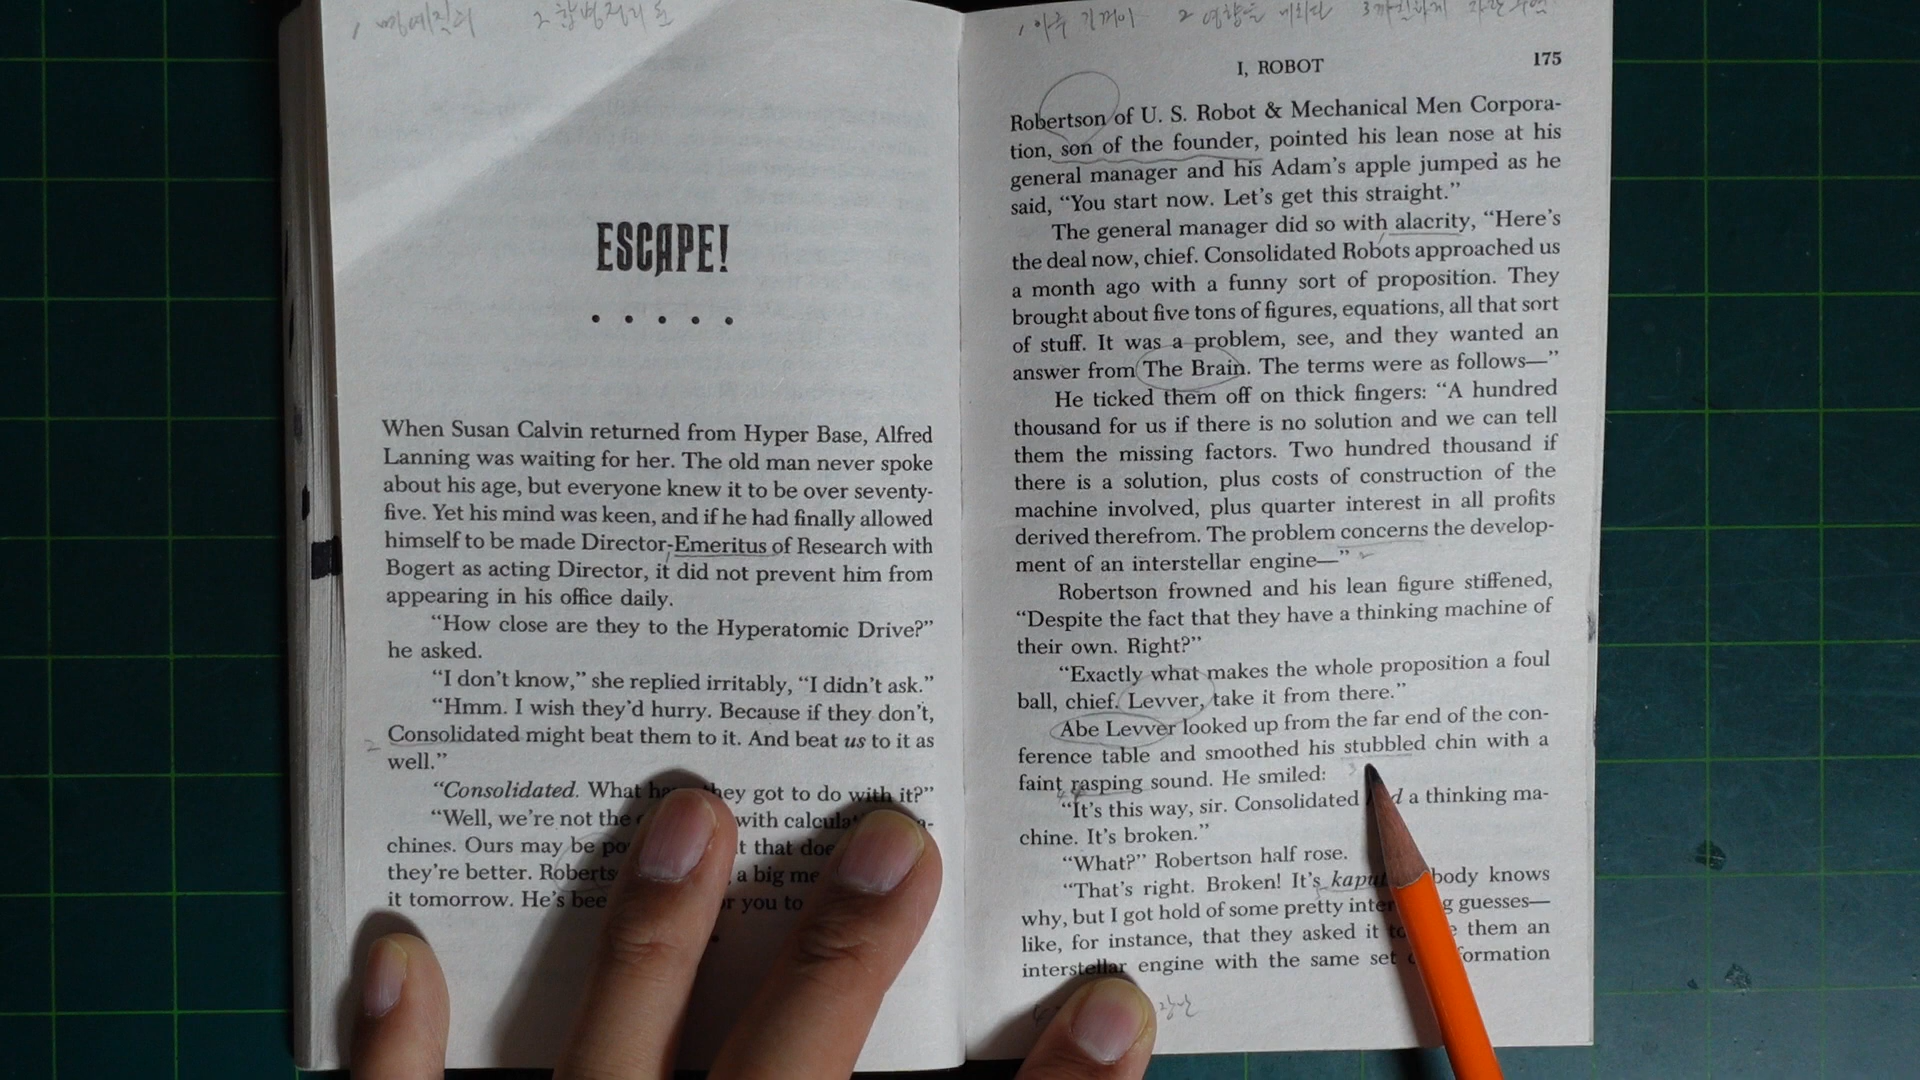 2
I, ROBOT
175
ESCAPE!
When Susan Calvin returned from Hyper Base, Alfred
Lanning was waiting for her. The old man never spoke
about his age, but everyone knew it to be over seventy-
five. Yet his mind was keen, and if he had finally allowed
himself to be made Director-Emeritus of Research with
Bogert as acting Director, it did not prevent him from
appearing in his office daily.
“How close are they to the Hyperatomic Drive?”
he asked.
“I don't know,” she replied irritably, “I didn't ask.”
“Hmm. I wish they'd hurry. Because if they don't,
Consolidated might beat them to it. And beat us to it as
well.”
“Consolidated. What they got to do with it?”
“Well, we're not the with
chines. Ours may be that
they're better. a big
it tomorrow. He's you to
Robertson of U. S. Robot & Mechanical Men Corpora-
tion, son of the founder, pointed his lean nose at his
general manager and his Adam's apple jumped as he
said, “You start now. Let's get this straight.”
The general manager did so with alacrity, “Here's
the deal now, chief. Consolidated Robots approached us
a month ago with a funny sort of proposition. They
brought about five tons of figures, equations, all that sort
of stuff. It was a problem, see, and they wanted an
answer from The Brain. The terms were as follows—”
He ticked them off on thick fingers: “A hundred
thousand for us if there is no solution and we can tell
them the missing factors. Two hundred thousand if
there is a solution, plus costs of construction of the
machine involved, plus quarter interest in all profits
derived therefrom. The problem concerns the develop-
ment of an interstellar engine—”
Robertson frowned and his lean figure stiffened,
“Despite the fact that they have a thinking machine of
their own. Right?”
“Exactly what makes the whole proposition a foul
ball, chief. Levver, take it from there.”
Abe Levver looked up from the far end of the con-
ference table and smoothed his stubbled chin with a
faint rasping sound. He smiled:
“It's this way, sir. Consolidated a thinking ma-
chine. It's broken.”
“What?” Robertson half rose.
“That's right. Broken! It's knows
why, but I got hold of some pretty guesses—
like, for instance, that they asked it them an
interstellar engine with the same set